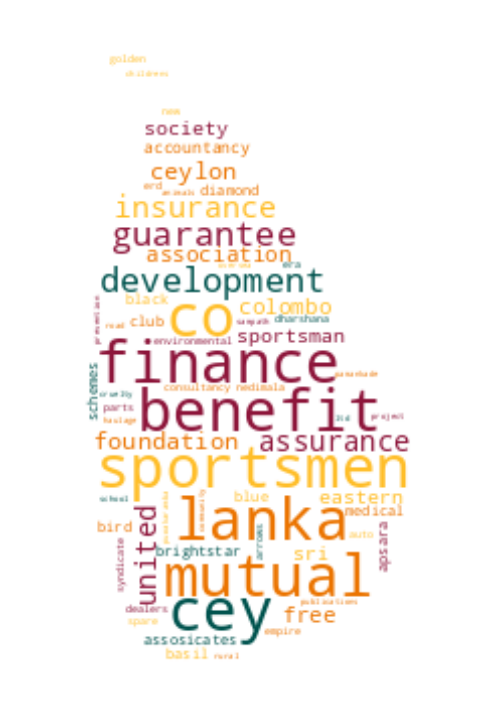 golden
childrens
new
society
accountancy
ceylon
erd animals diamond
insurance
guarantee
association
era
development
black
co
colombo
road club sampath dharshana
prevention
environmental sportsman
finance
schemes
cruelty
consultancy nedimala
benefit
parts
haulage
ltd project
foundation assurance
sportsmen
school
community
blue eastern
lanka
medical
bird
united
syndicate
brightstar
arrows
sri
auto
apsara
mutual
cey
publications
dealers
spare
free
empire
assosicates
basil rural